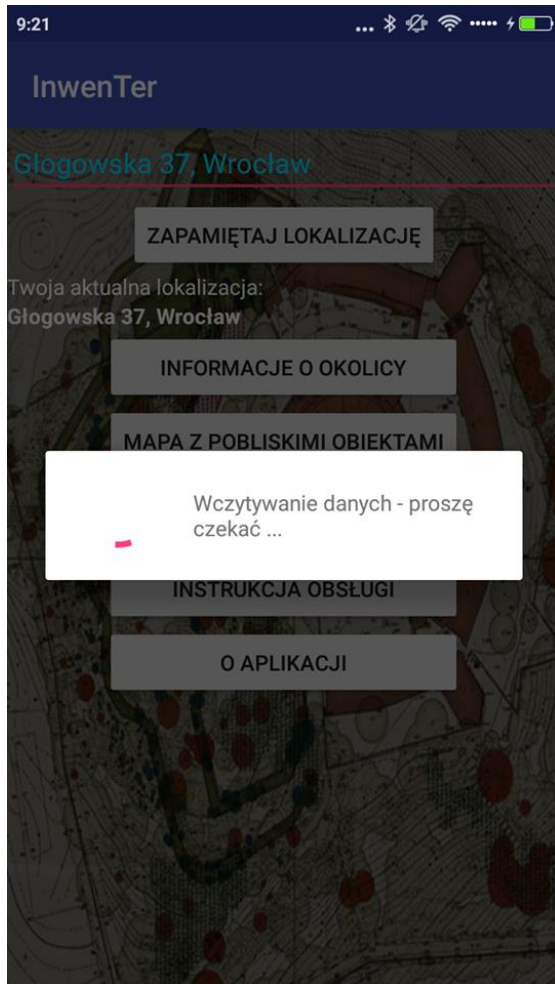 9:21
InwenTer
Głogowska 37, Wrocław
ZAPAMIĘTAJ LOKALIZACJĘ
Twoja aktualna lokalizacja:
Głogowska 37, Wrocław
INFORMACJE O OKOLICY
MAPA Z POBLISKIMI OBIEKTAMI
Wczytywanie danych - proszę
czekać ...
INSTRUKCJA OBSŁUGI
O APLIKACJI